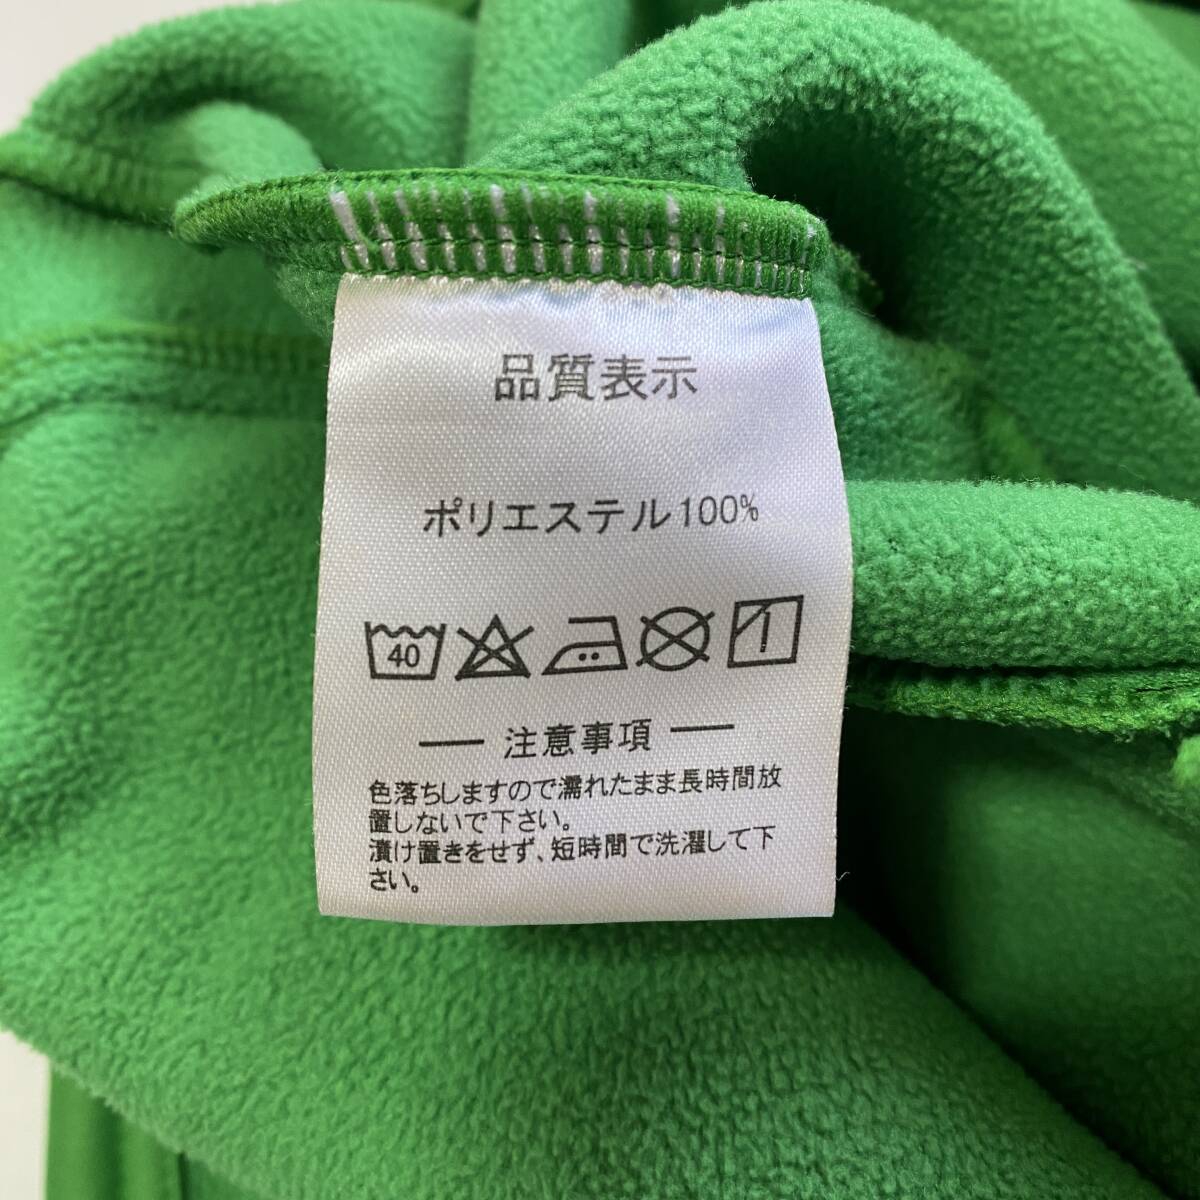 品質表示
ポリエステル100%
40
注意事項
色落ちしますので濡れたまま長時間放
置しないで下さい。
漬け置きをせず、短時間で洗濯して下
さい。